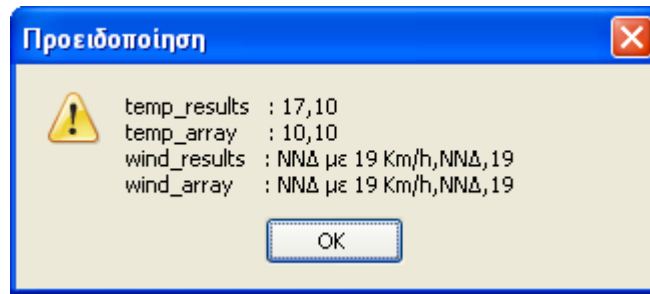 Προειδοποίηση
temp_results : 17,10
temp_array : 10,10
wind_results : ΝΝΔ με 19 Km/h,ΝΝΔ,19
wind_array : ΝΝΔ με 19 Km/h,ΝΝΔ,19
OK